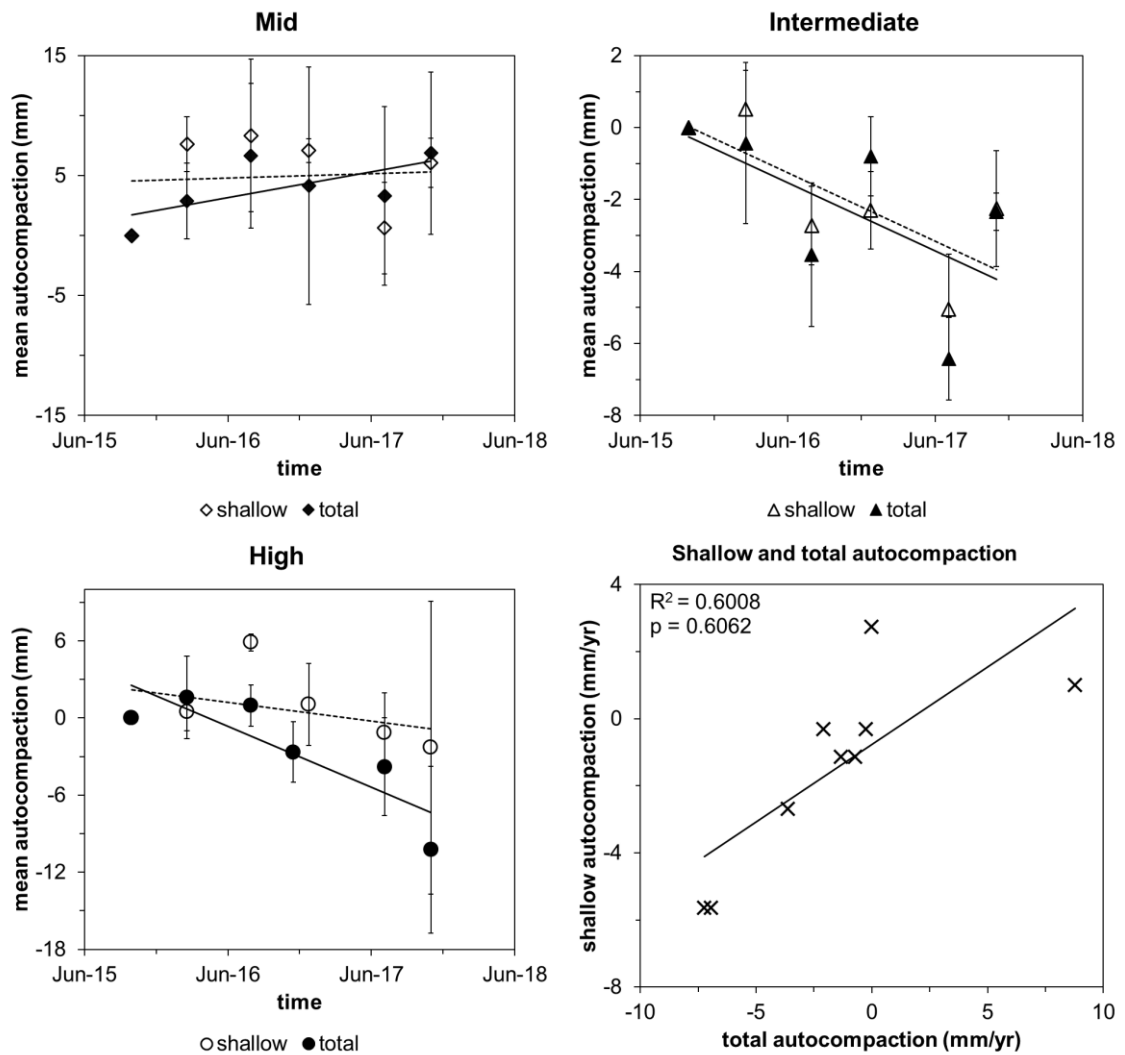 Mid
mean autocompaction (mm)
15
5
-5
-15
Jun-15 Jun-16 Jun-17 Jun-18
time
◇ shallow ◆ total
Intermediate
mean autocompaction (mm)
2
0
-2
-4
-6
-8
Jun-15 Jun-16 Jun-17 Jun-18
time
△ shallow ▲ total
High
mean autocompaction (mm)
6
0
-6
-12
-18
Jun-15 Jun-16 Jun-17 Jun-18
time
○ shallow ● total
Shallow and total autocompaction
R² = 0.6008
p = 0.6062
shallow autocompaction (mm/yr)
4
0
-4
-8
-10 -5 0 5 10
total autocompaction (mm/yr)